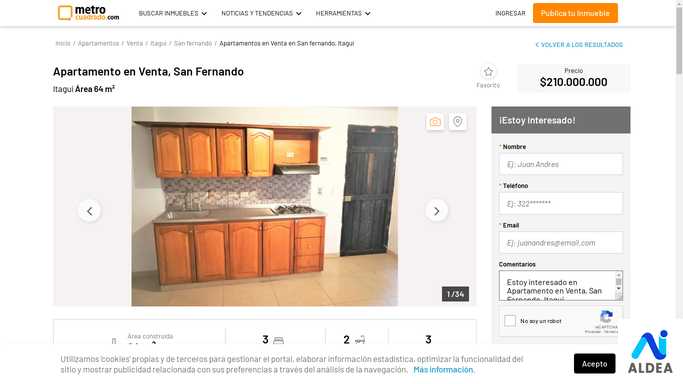 metro
cuadrado.com
BUSCAR INMUEBLES
NOTICIAS Y TENDENCIAS
HERRAMIENTAS
INGRESAR
Publica tu Inmueble
Inicio / Apartamentos / Venta / Itagui / San fernando / Apartamentos en Venta en San fernando, Itagui
VOLVER A LOS RESULTADOS
Apartamento en Venta, San Fernando
Itagui Área 64 m²
Favorito
Precio
$210.000.000
¡Estoy Interesado!
* Nombre
Ej: Juan Andres
* Teléfono
Ej: 322*******
* Email
Ej: juanandres@email.com
Comentarios
Estoy interesado en
Apartamento en Venta, San
Fernando, Itagui
1 /34
No soy un robot
reCAPTCHA
Privacidad - Términos
Área construida
3
2
3
Utilizamos 'cookies' propias y de terceros para gestionar el portal, elaborar información estadística, optimizar la funcionalidad del
sitio y mostrar publicidad relacionada con sus preferencias a través del análisis de la navegación. Más información.
Acepto
ALDEA